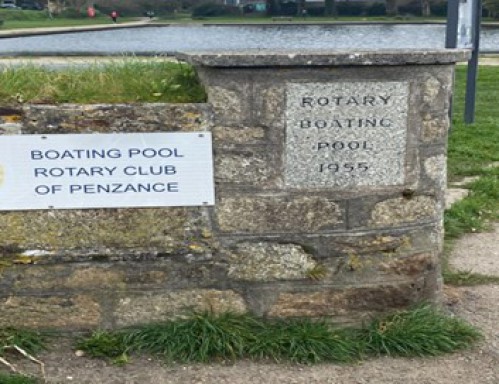 BOATING POOL
ROTARY CLUB
OF PENZANCE
ROTARY
BOATING
POOL
1955